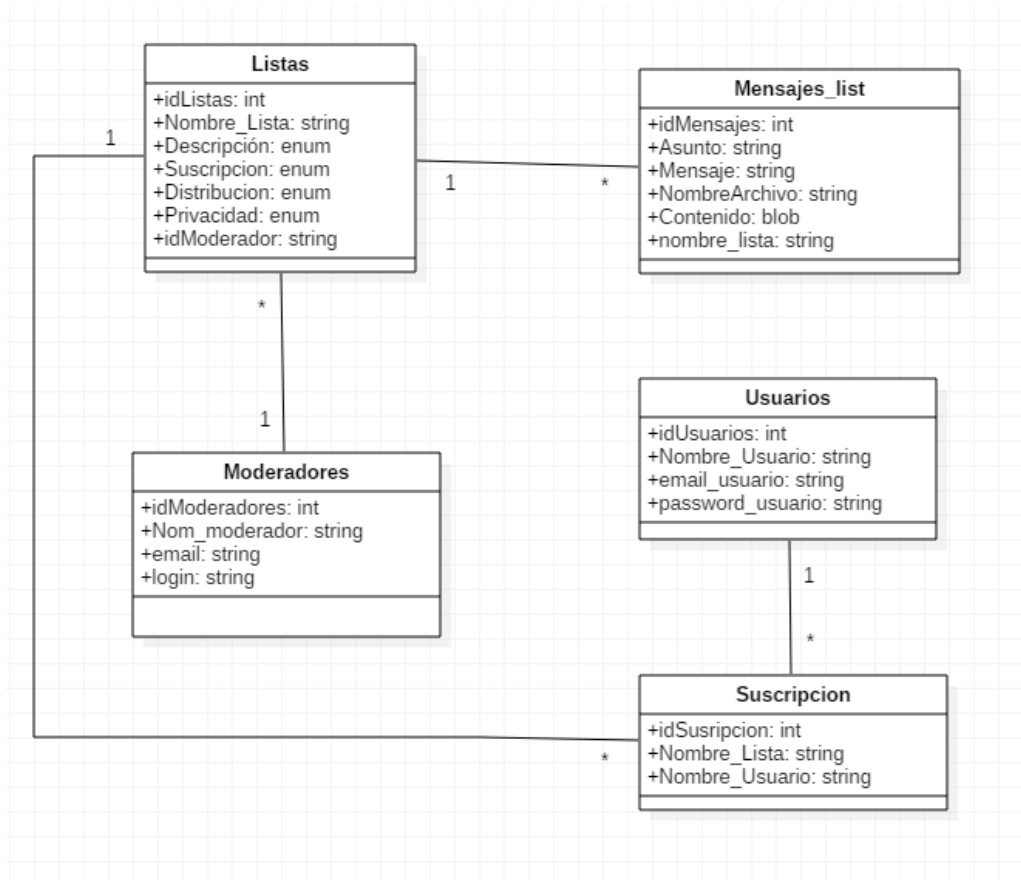 Listas
+idListas: int
+Nombre_Lista: string
+Descripción: enum
+Suscripcion: enum
+Distribucion: enum
+Privacidad: enum
+idModerador: string
1
1
*
Mensajes_list
+idMensajes: int
+Asunto: string
+Mensaje: string
+NombreArchivo: string
+Contenido: blob
+nombre_lista: string
*
1
Moderadores
+idModeradores: int
+Nom_moderador: string
+email: string
+login: string
Usuarios
+idUsuarios: int
+Nombre_Usuario: string
+email_usuario: string
+password_usuario: string
1
*
Suscripcion
+idSusripcion: int
+Nombre_Lista: string
+Nombre_Usuario: string
*